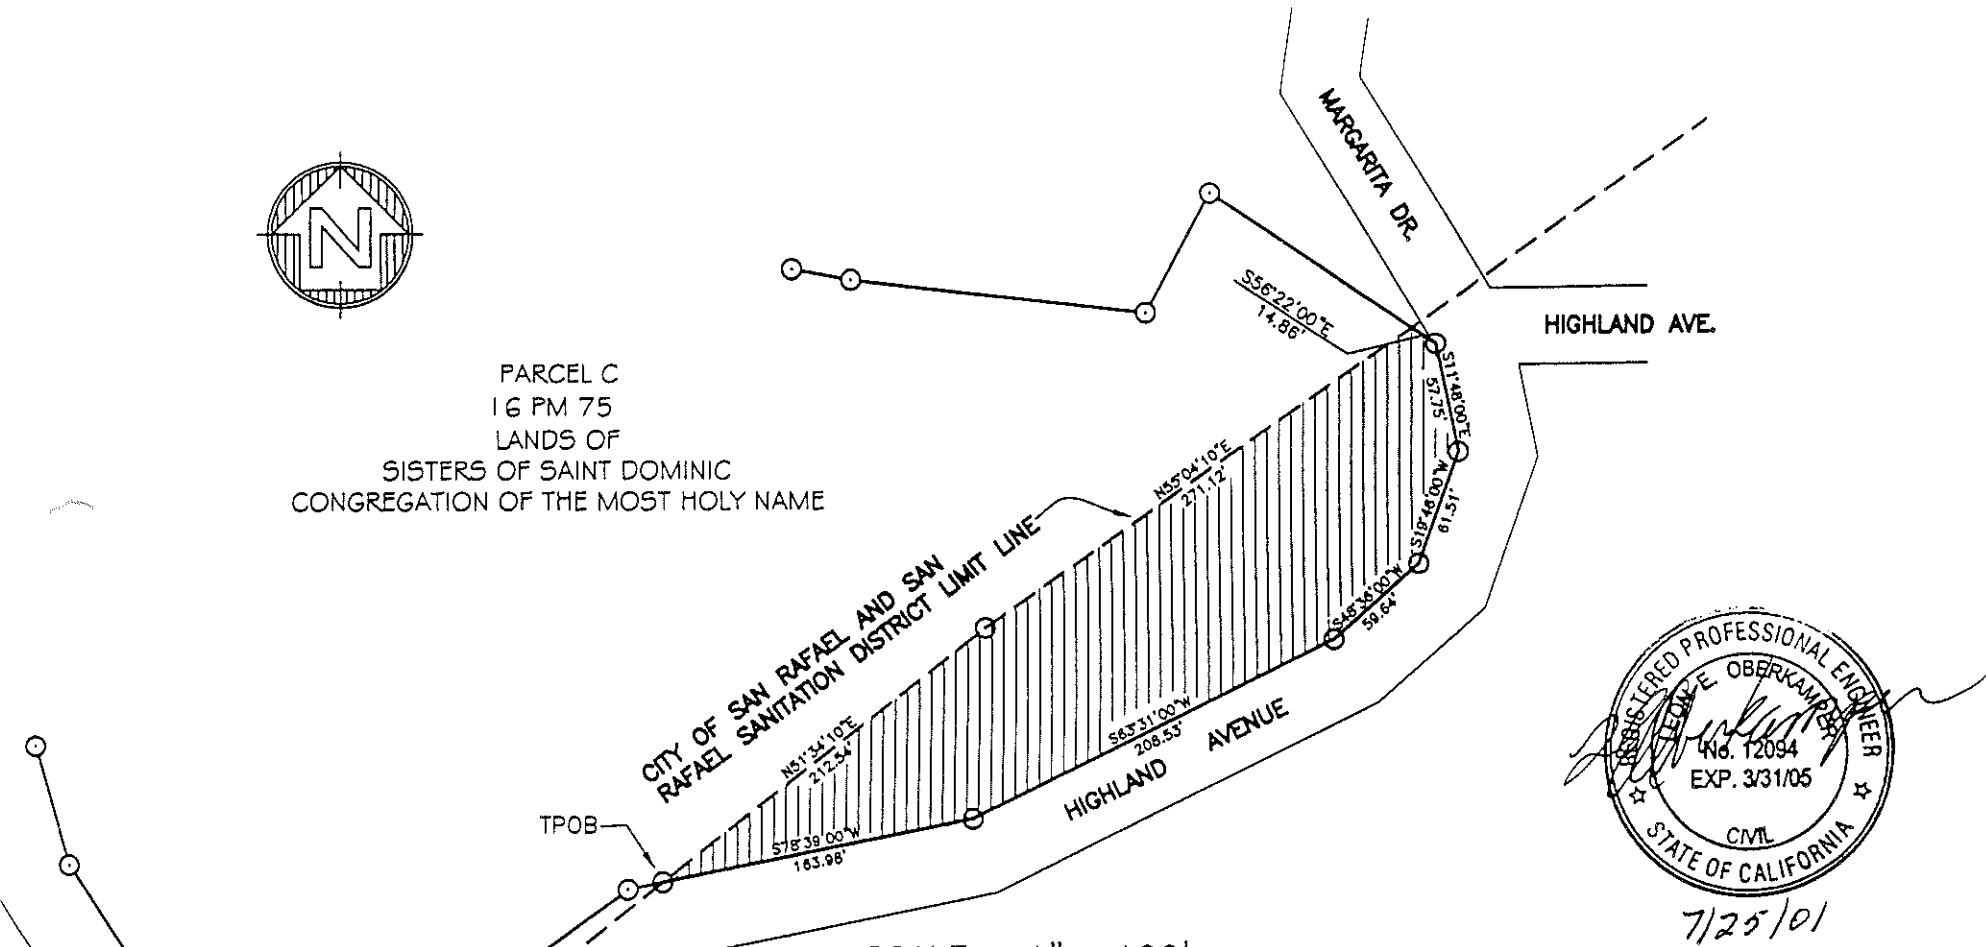 MARGARITA DR.
N
S56°22'00"E
14.86'
HIGHLAND AVE.
PARCEL C
16 PM 75
LANDS OF
SISTERS OF SAINT DOMINIC
CONGREGATION OF THE MOST HOLY NAME
S11°48'00"E
57.75'
N55°04'10"E
271.12'
S19°48'00"W
61.51'
CITY OF SAN RAFAEL AND SAN
RAFAEL SANITATION DISTRICT LIMIT LINE
S48°36'00"W
59.64'
N51°34'10"E
212.54'
S63°31'00"W
208.53'
HIGHLAND AVENUE
TPOB
S78°39'00"W
163.98'
REGISTERED PROFESSIONAL ENGINEER
LEON E. OBERKAMPER
No. 12094
EXP. 3/31/05
CIVIL
STATE OF CALIFORNIA
7/25/01